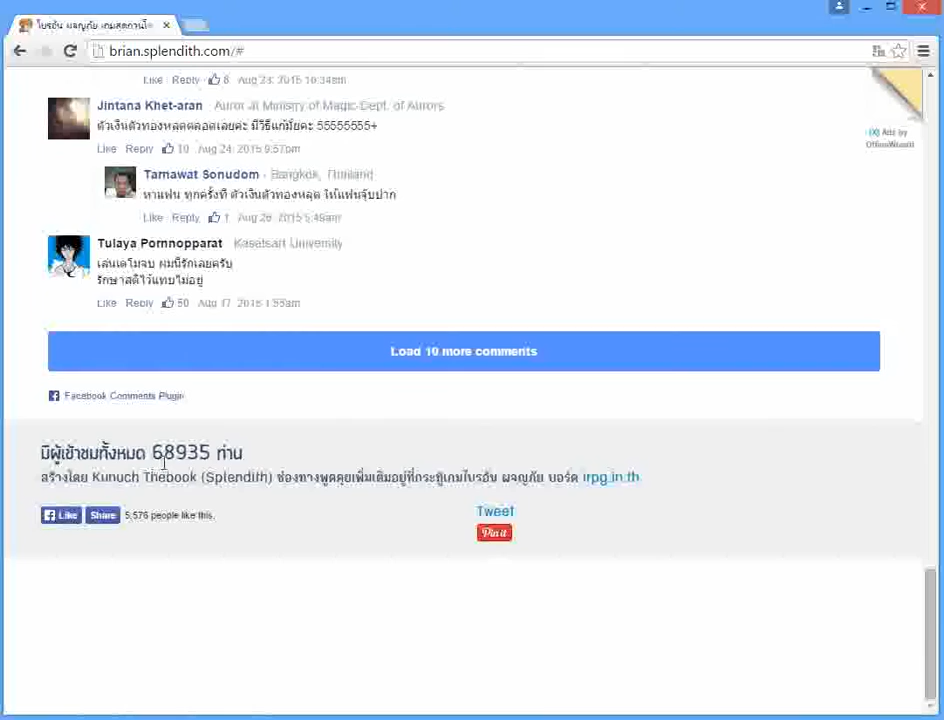 ไบรอัน ผจญภัย เกมสุดกวนโ
brian.splendith.com/#
Like Reply 8 Aug 23, 2015 10:34am
Jintana Khet-aran Auror at Ministry of Magic-Dept. of Aurors
ตัวเงินตัวทองหลุดตลอดเลยค่ะ มีวิธีแก้มั้ยคะ 55555555+
Like Reply 10 Aug 24, 2015 9:57pm
Tarnawat Sonudom Bangkok, Thailand
หาแฟน ทุกครั้งที่ ตัวเงินตัวทองหลุด ให้แฟนจุ๊บปาก
Like Reply 1 Aug 26, 2015 5:48am
Tulaya Pornnopparat Kasetsart University
เล่นเดโมจบ ผมนี่รักเลยครับ
รักษาสติไว้แทบไม่อยู่
Like Reply 50 Aug 17, 2015 1:55am
Load 10 more comments
Facebook Comments Plugin
มีผู้เข้าชมทั้งหมด 68935 ท่าน
สร้างโดย Kunuch Thebook (Splendith) ช่องทางพูดคุยเพิ่มเติมอยู่ที่กระทู้เกมไบรอัน ผจญภัย บอร์ด irpg.in.th
Like Share 5,576 people like this.
Tweet
Pin it
Ads by